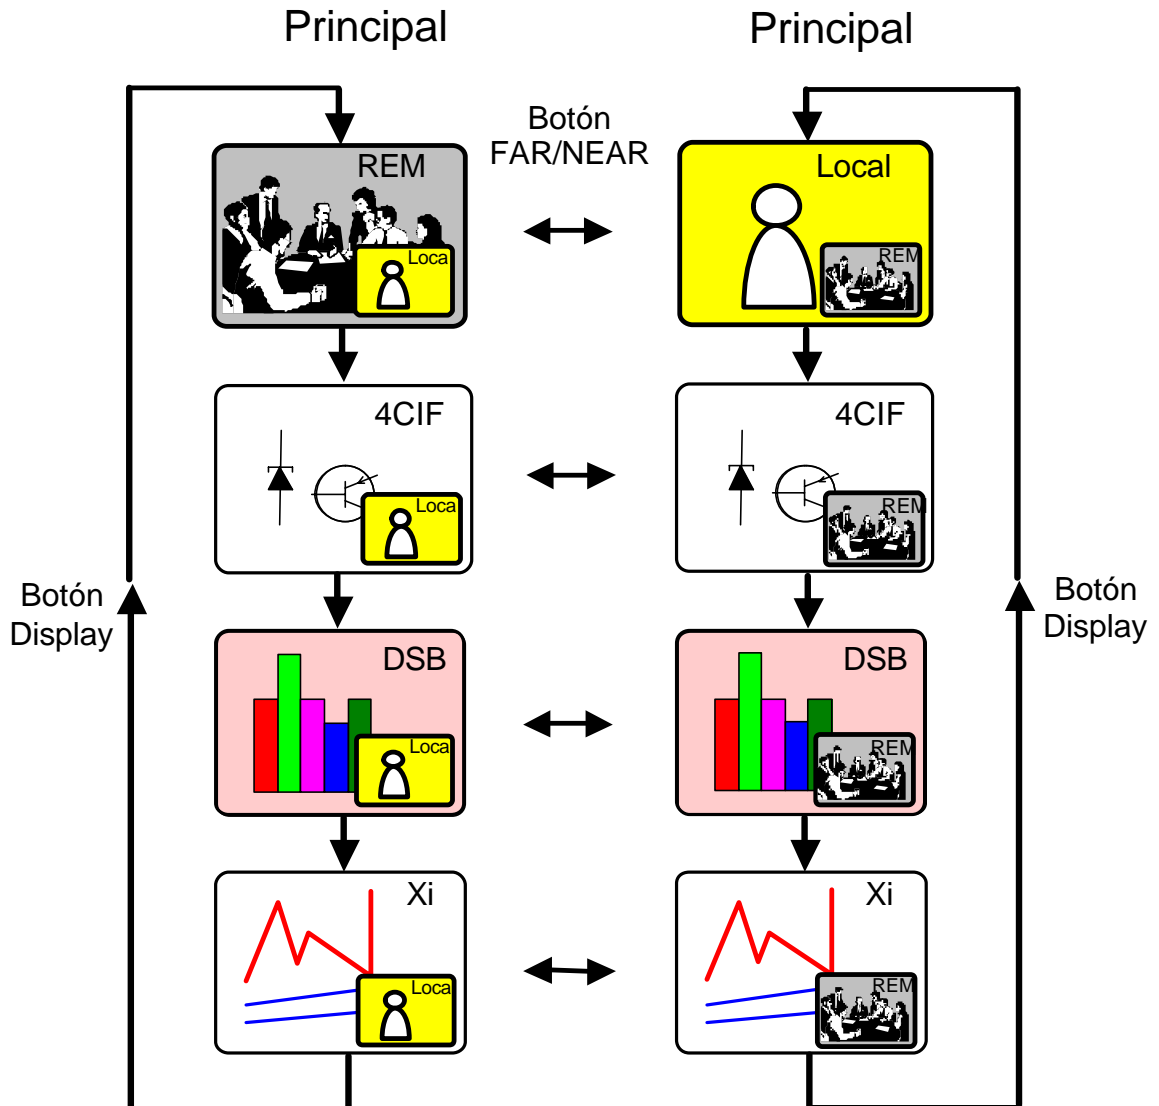 Principal
Principal
Botón
FAR/NEAR
REM
Loca
Local
REM
4CIF
Loca
4CIF
REM
Botón
Display
Botón
Display
DSB
Loca
DSB
REM
Xi
Loca
Xi
REM